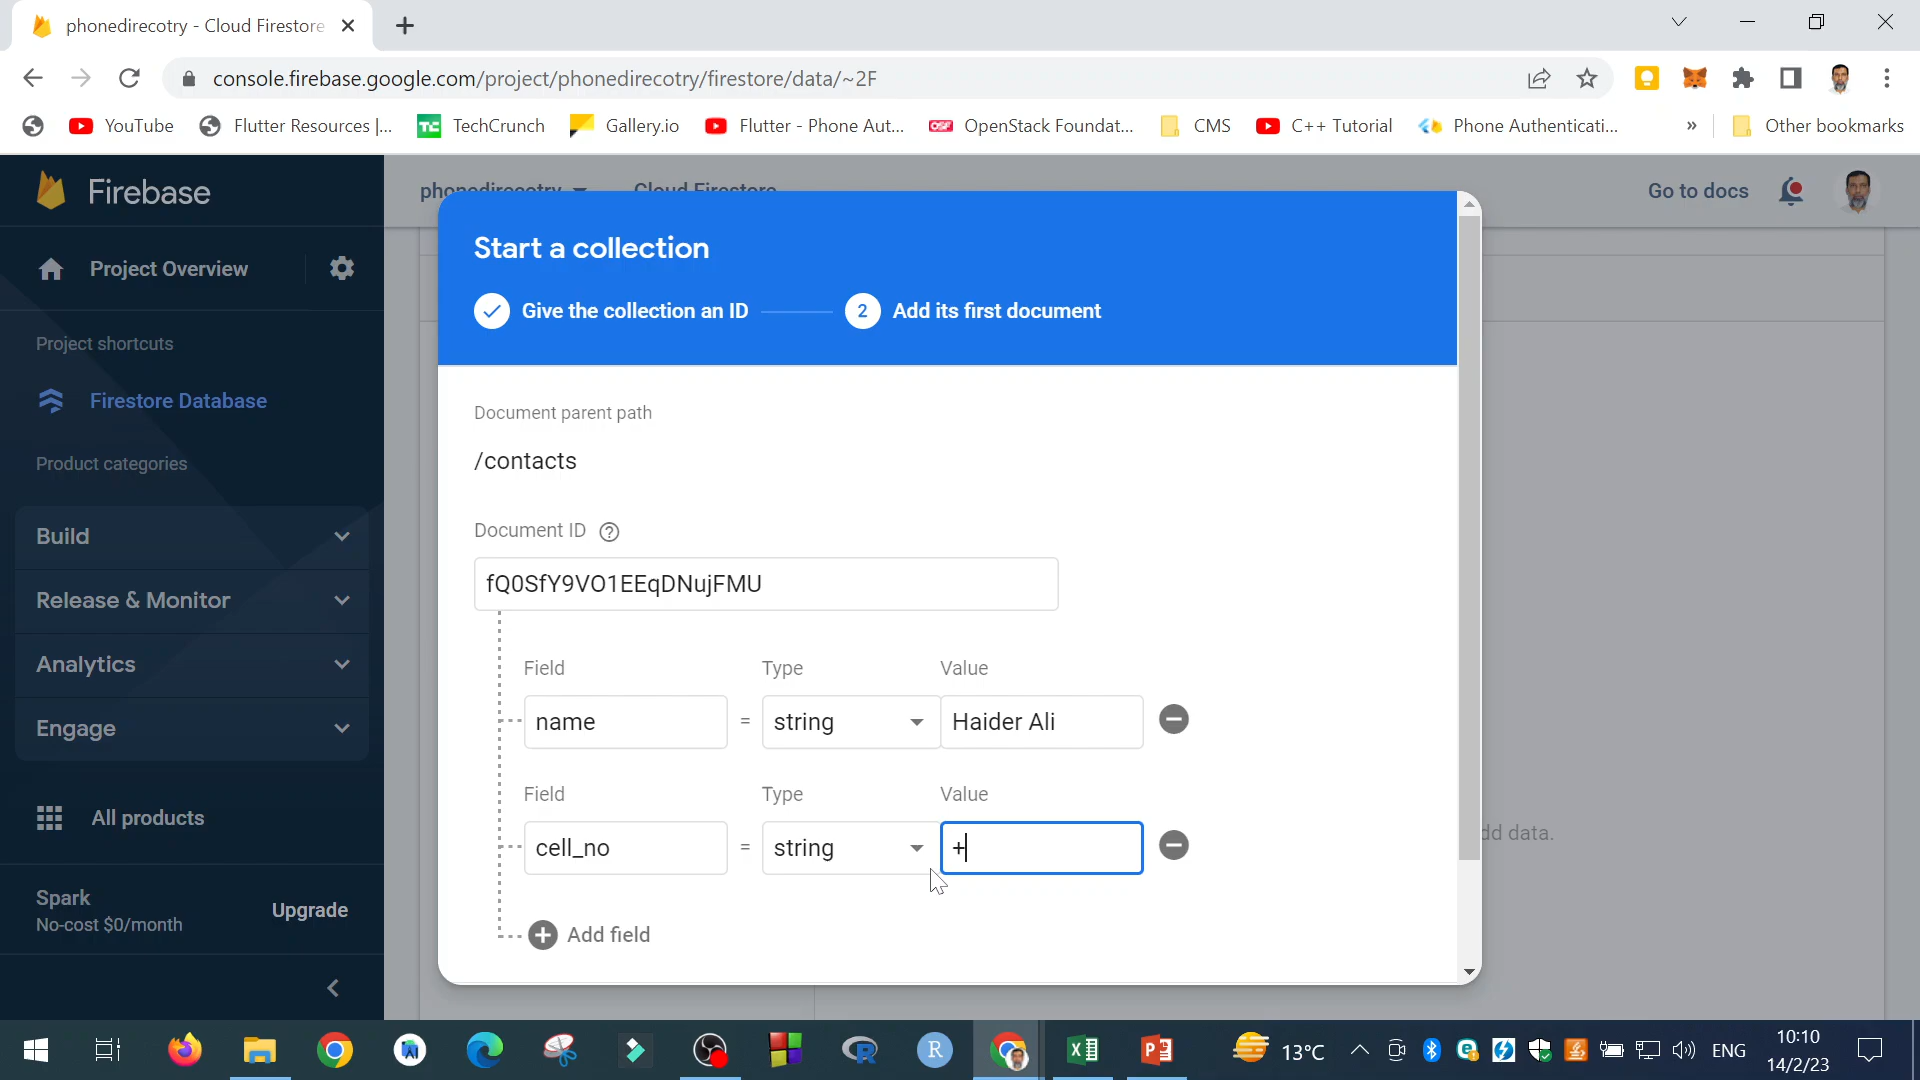 phonedirecotry - Cloud Firestore
console.firebase.google.com/project/phonedirecotry/firestore/data/~2F
YouTube
Flutter Resources |...
TC
TechCrunch
Gallery.io
Flutter - Phone Aut...
OpenStack Foundat...
CMS
C++ Tutorial
Phone Authenticati...
»
Other bookmarks
Firebase
phonedirecotry
Cloud Firestore
Go to docs
Project Overview
Project shortcuts
Firestore Database
Product categories
Build
Release & Monitor
Analytics
Engage
All products
Spark
No-cost $0/month
Upgrade
Start a collection
Give the collection an ID
2
Add its first document
Document parent path
/contacts
Document ID
fQ0SfY9VO1EEqDNujFMU
Field
Type
Value
name
=
string
Haider Ali
Field
Type
Value
cell_no
=
string
+
Add field
dd data.
13°C
ENG
10:10
14/2/23